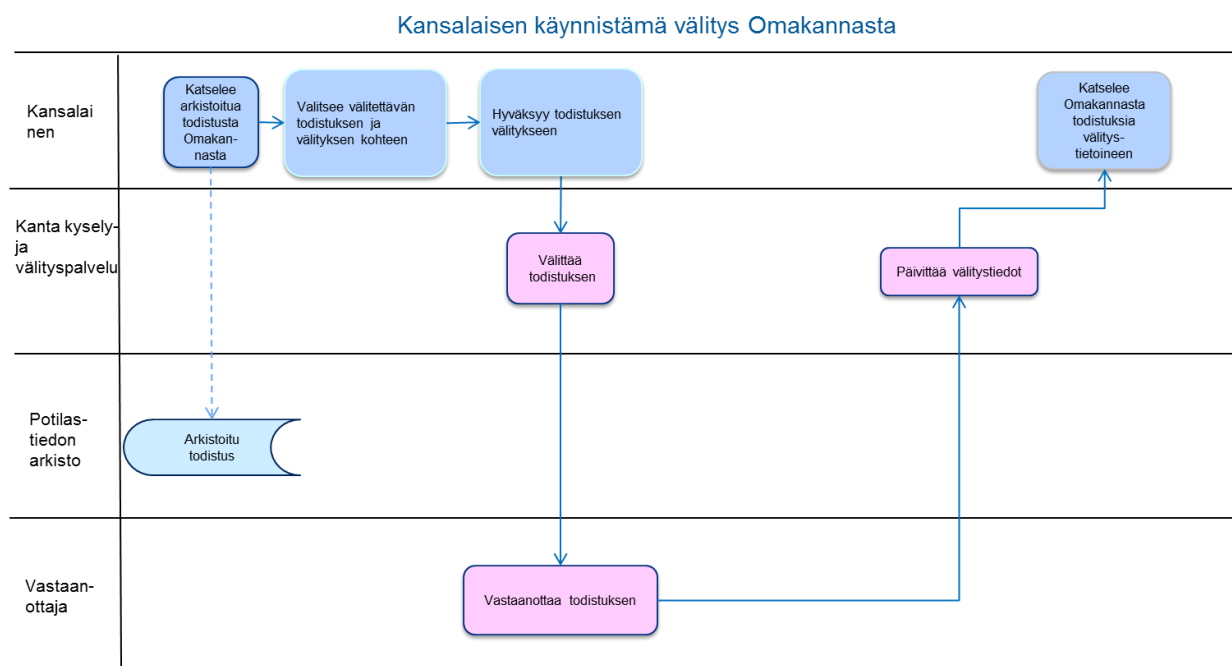 Kansalaisen käynnistämä välitys Omakannasta
Kansalai
nen
Katselee
arkistoitua
todistusta
Omakan-
nasta
Valitsee välitettävän
todistuksen ja
välityksen kohteen
Hyväksyy todistuksen
välitykseen
Katselee
Omakannasta
todistuksia
välitys-
tietoineen
Kanta kysely-
ja
välityspalvelu
Välittää
todistuksen
Päivittää välitystiedot
Potilas-
tiedon
arkisto
Arkistoitu
todistus
Vastaan-
ottaja
Vastaanottaa todistuksen